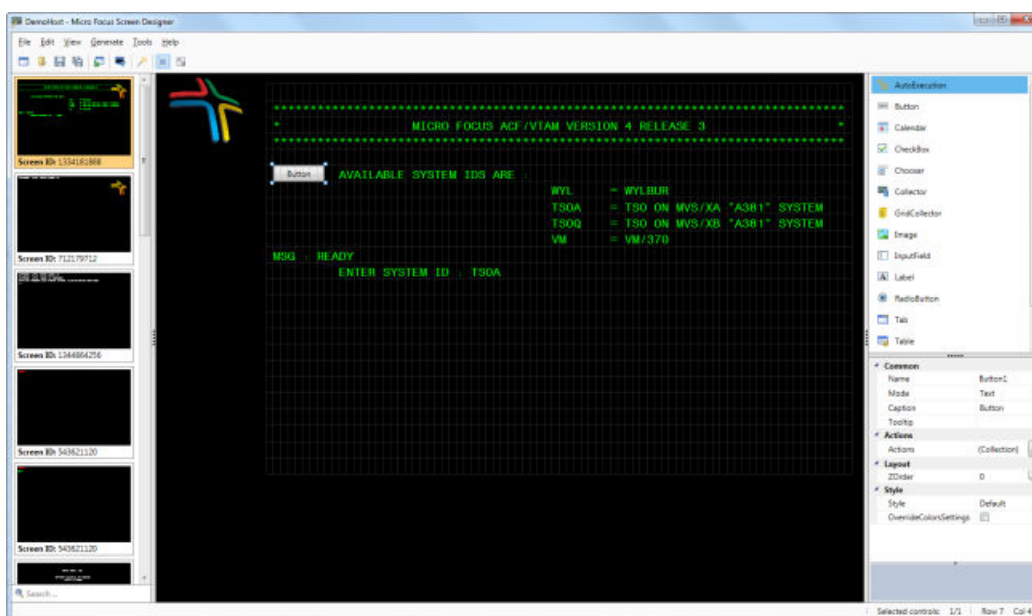 DemoHost - Micro Focus Screen Designer
File Edit View Generate Tools Help
Screen ID: 1334181888
Screen ID: 712179712
Screen ID: 1344864256
Screen ID: 543621120
Screen ID: 543621120
Search...
MICRO FOCUS ACF/VTAM VERSION 4 RELEASE 3
Button AVAILABLE SYSTEM IDS ARE :
WYL = WYLBUR
TSOA = TSO ON MVS/XA "A381" SYSTEM
TSOQ = TSO ON MVS/XB "A381" SYSTEM
VM = VM/370
MSG : READY
ENTER SYSTEM ID : TSOA
AutoExecution
Button
Calendar
CheckBox
Chooser
Collector
GridCollector
Image
InputField
Label
RadioButton
Tab
Table
Common
Name Button1
Mode Text
Caption Button
Tooltip
Actions
Actions (Collection)
Layout
ZOrder 0
Style
Style Default
OverrideColorsSettings
Selected controls: 1/1 Row 7 Col 4